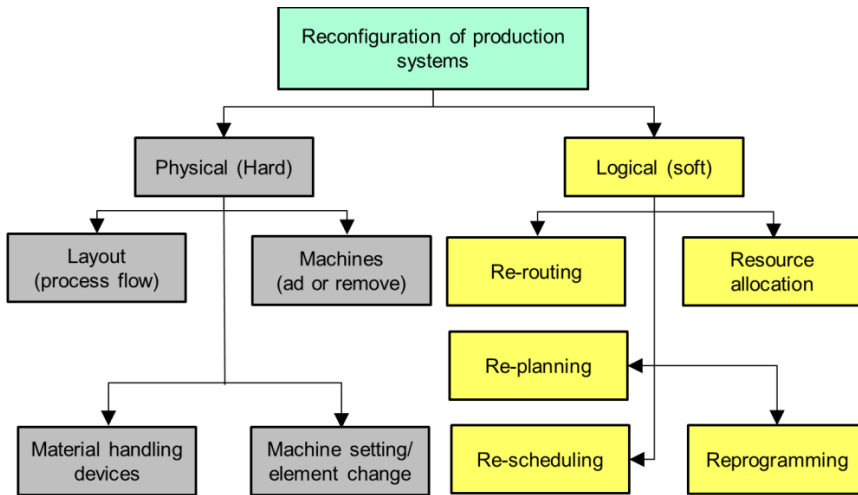 Reconfiguration of production
systems
Physical (Hard)
Logical (soft)
Layout
(process flow)
Machines
(ad or remove)
Re-routing
Resource
allocation
Re-planning
Material handling
devices
Machine setting/
element change
Re-scheduling
Reprogramming